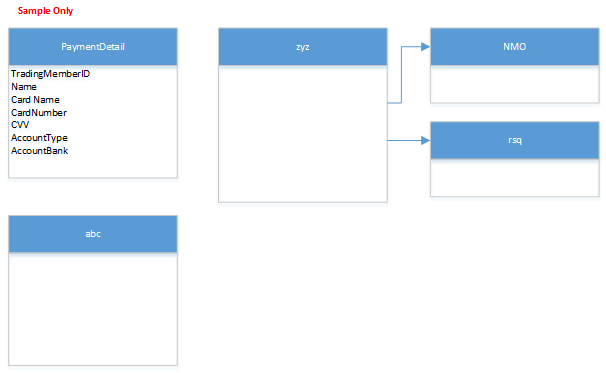 Sample Only
PaymentDetail
TradingMemberID
Name
Card Name
CardNumber
CVV
AccountType
AccountBank
zyz
NMO
rsq
abc